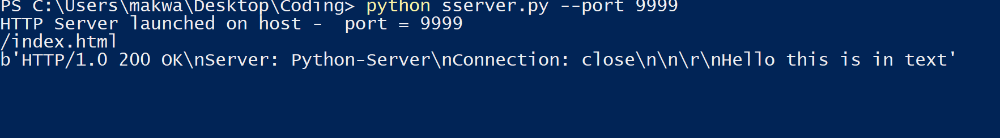 PS C:\Users\makwa\Desktop\Coding> python sserver.py --port 9999
HTTP Server launched on host -  port = 9999
/index.html
b'HTTP/1.0 200 OK\nServer: Python-Server\nConnection: close\n\n\r\nHello this is in text'